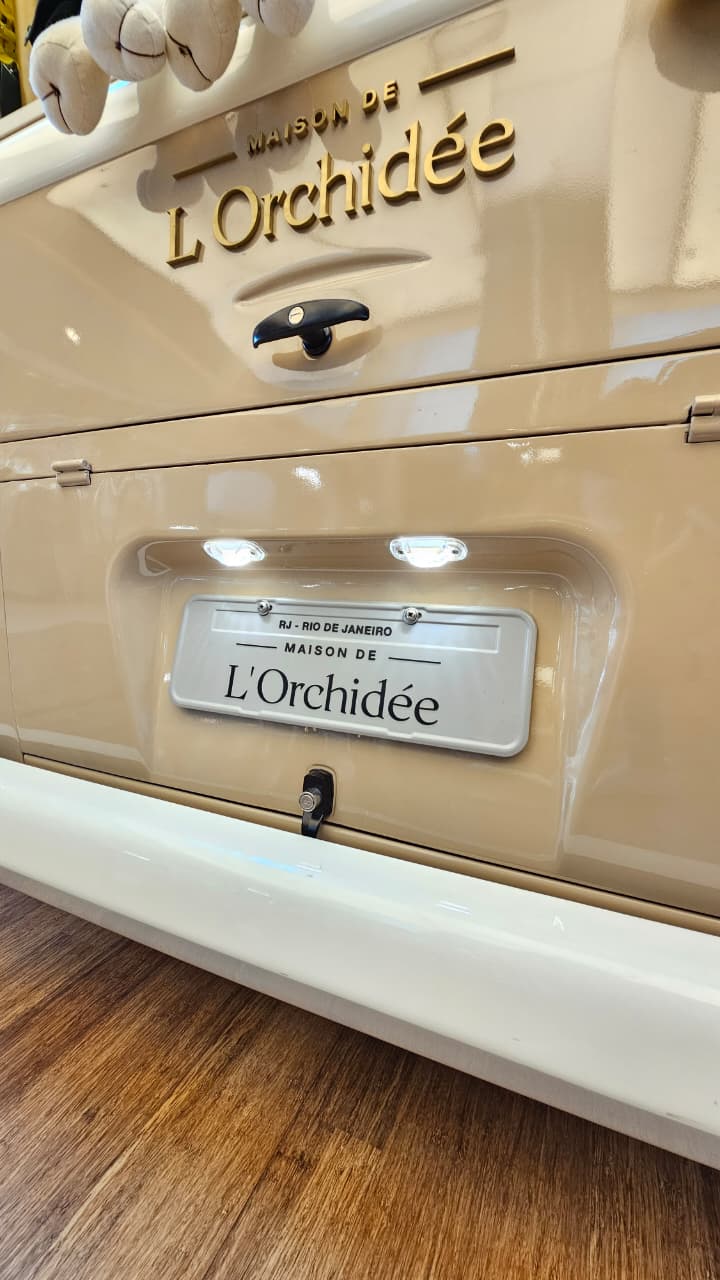 MAISON DE
L Orchidée
RJ - RIO DE JANEIRO
MAISON DE
L'Orchidée